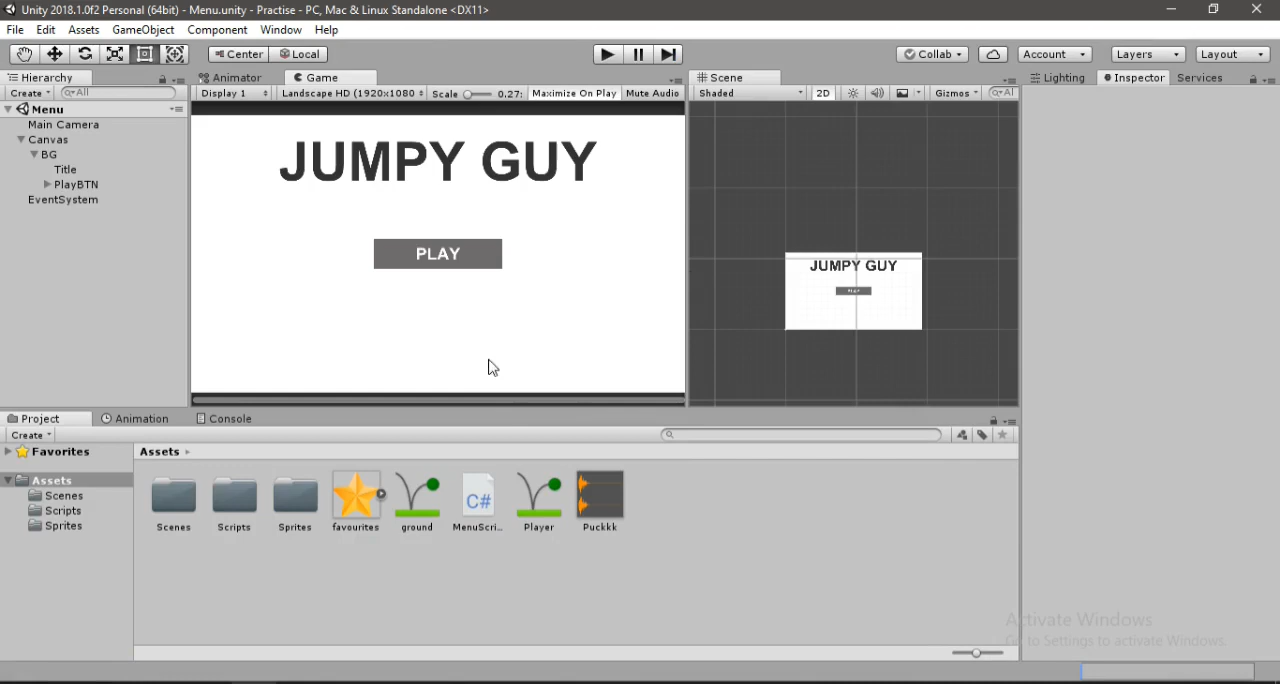 Unity 2018.1.0f2 Personal (64bit) - Menu.unity - Practise - PC, Mac & Linux Standalone <DX11>
File Edit Assets GameObject Component Window Help
Center Local Collab Account Layers Layout
Hierarchy Animator Game Scene Lighting Inspector Services
Create All Display 1 Landscape HD (1920x1080 Scale 0.27: Maximize On Play Mute Audio Shaded 2D Gizmos Al
Menu
Main Camera
Canvas
BG
Title
PlayBTN
EventSystem
JUMPY GUY
PLAY
JUMPY GUY
PLAY
Project Animation Console
Create
Favorites
Assets
Scenes
Scripts
Sprites
Assets
C#
Scenes Scripts Sprites favourites ground MenuScri... Player Puckkk
Activate Windows
Go to Settings to activate Windows.